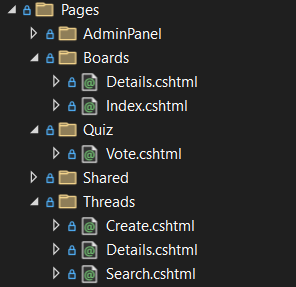 Pages
AdminPanel
Boards
Details.cshtml
Index.cshtml
Quiz
Vote.cshtml
Shared
Threads
Create.cshtml
Details.cshtml
Search.cshtml